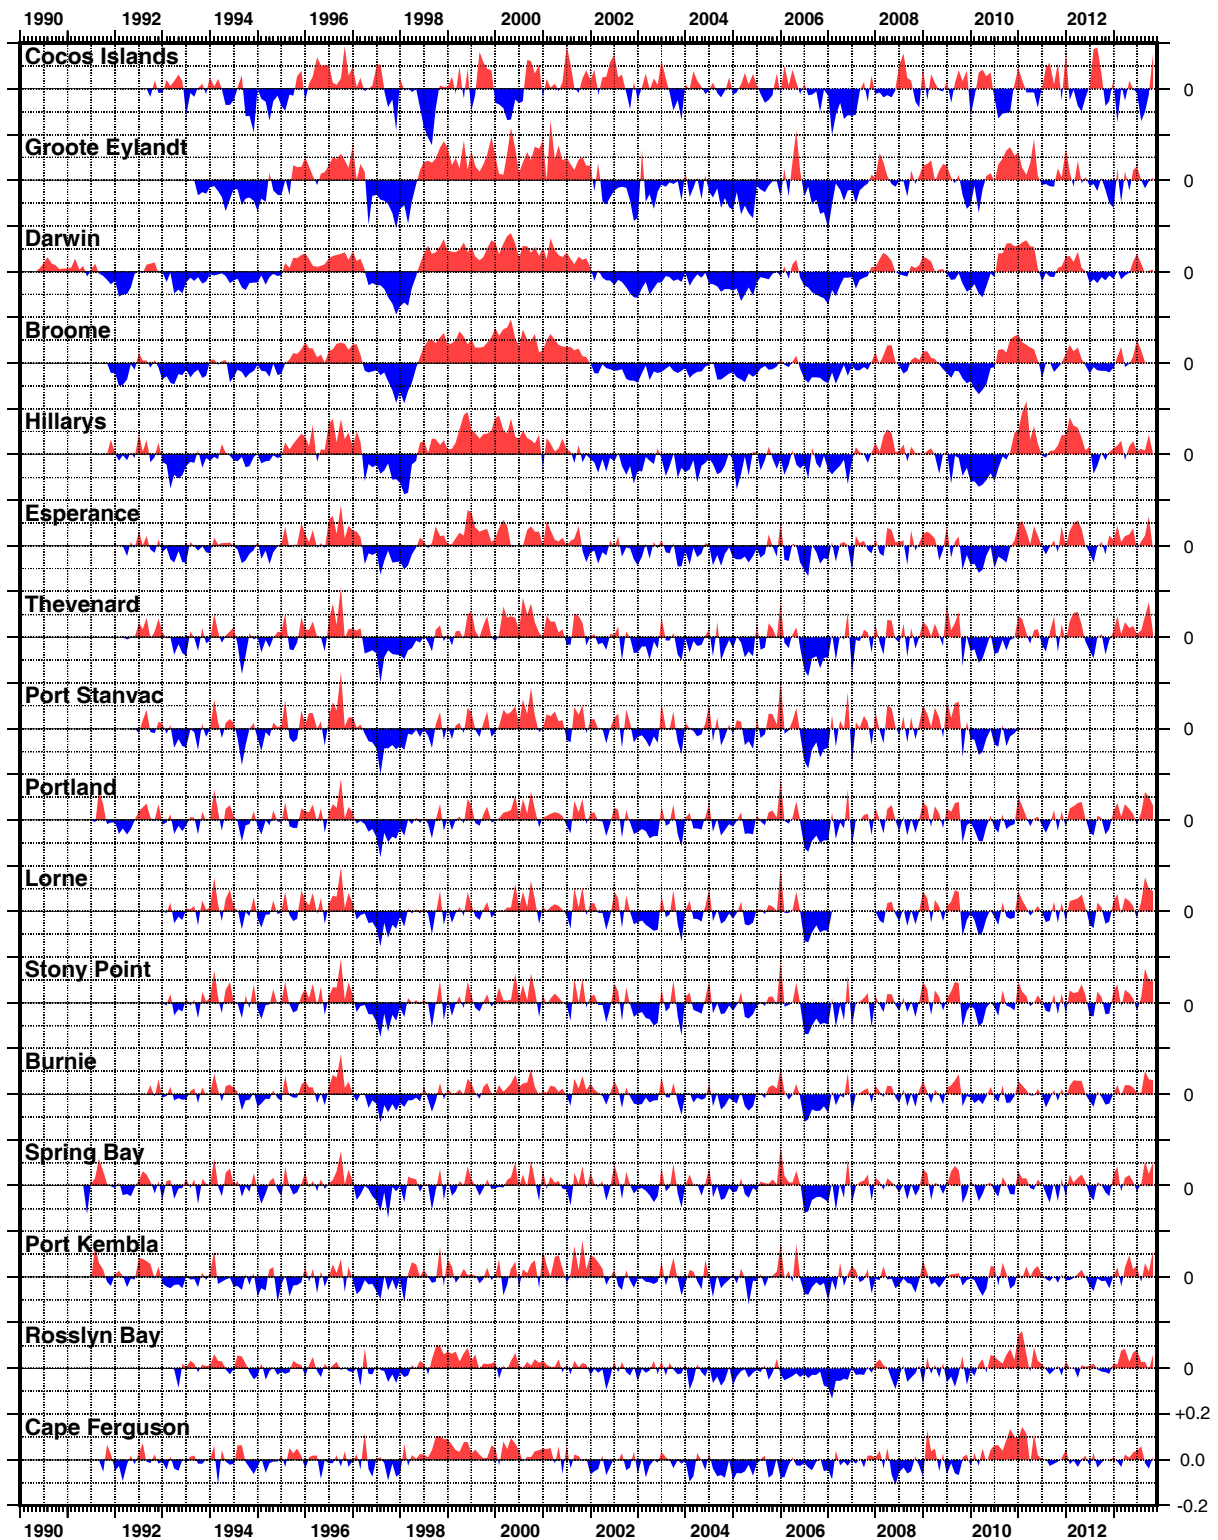 1990 1992 1994 1996 1998 2000 2002 2004 2006 2008 2010 2012
Cocos Islands
0
Groote Eylandt
0
Darwin
0
Broome
0
Hillarys
0
Esperance
0
Thevenard
0
Port Stanvac
0
Portland
0
Lorne
0
Stony Point
0
Burnie
0
Spring Bay
0
Port Kembla
0
Rosslyn Bay
0
+0.2
Cape Ferguson
0.0
-0.2
1990 1992 1994 1996 1998 2000 2002 2004 2006 2008 2010 2012